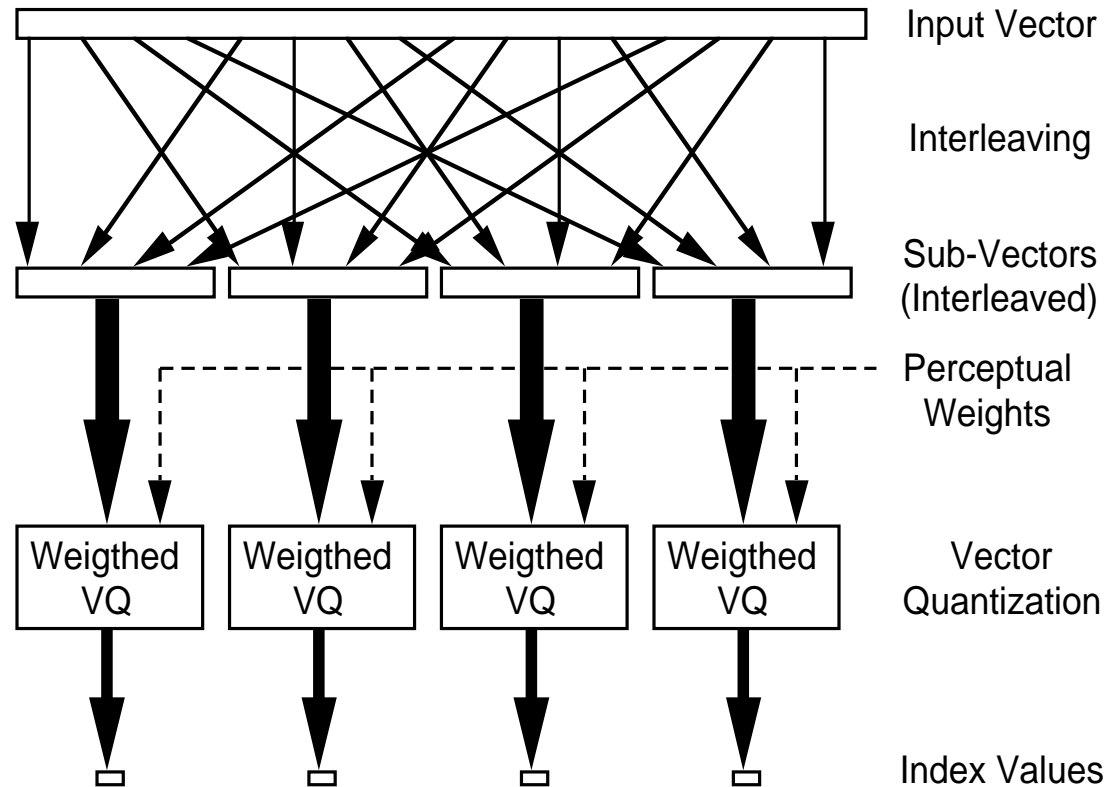 Input Vector
Interleaving
Sub-Vectors
(Interleaved)
Perceptual
Weights
Weigthed
VQ
Weigthed
VQ
Weigthed
VQ
Weigthed
VQ
Vector
Quantization
Index Values